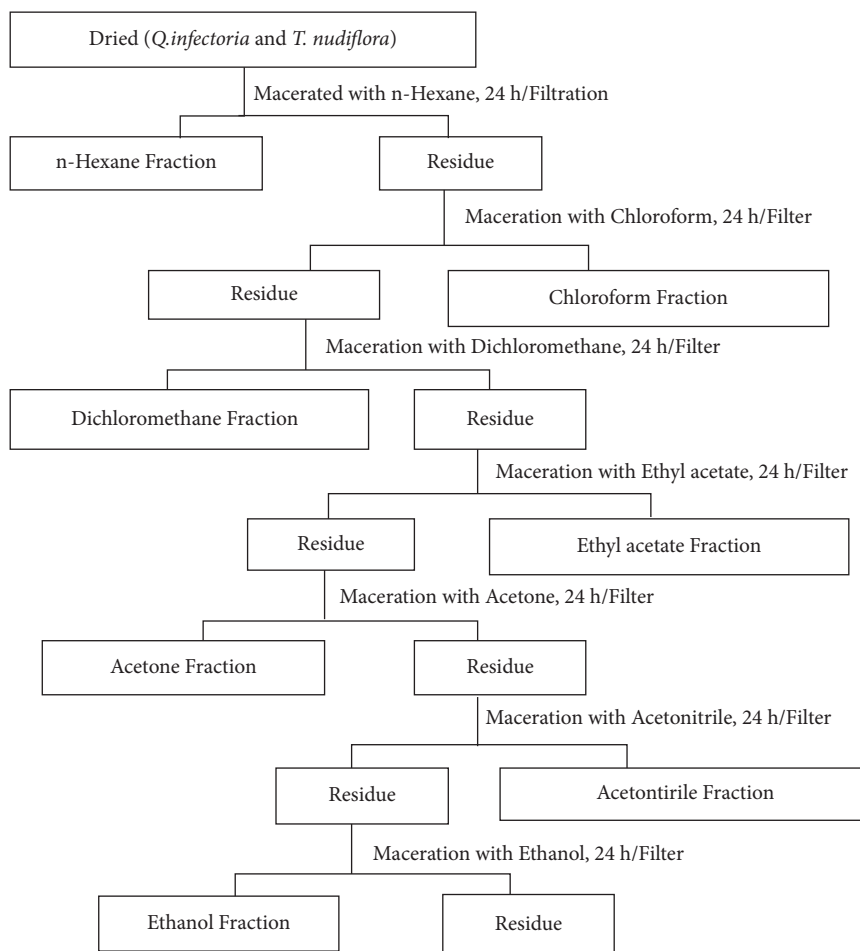 Dried (Q.infectoria and T. nudiflora)
Macerated with n-Hexane, 24 h/Filtration
n-Hexane Fraction
Residue
Maceration with Chloroform, 24 h/Filter
Residue
Chloroform Fraction
Maceration with Dichloromethane, 24 h/Filter
Dichloromethane Fraction
Residue
Maceration with Ethyl acetate, 24 h/Filter
Residue
Ethyl acetate Fraction
Maceration with Acetone, 24 h/Filter
Acetone Fraction
Residue
Maceration with Acetonitrile, 24 h/Filter
Residue
Acetontirile Fraction
Maceration with Ethanol, 24 h/Filter
Ethanol Fraction
Residue